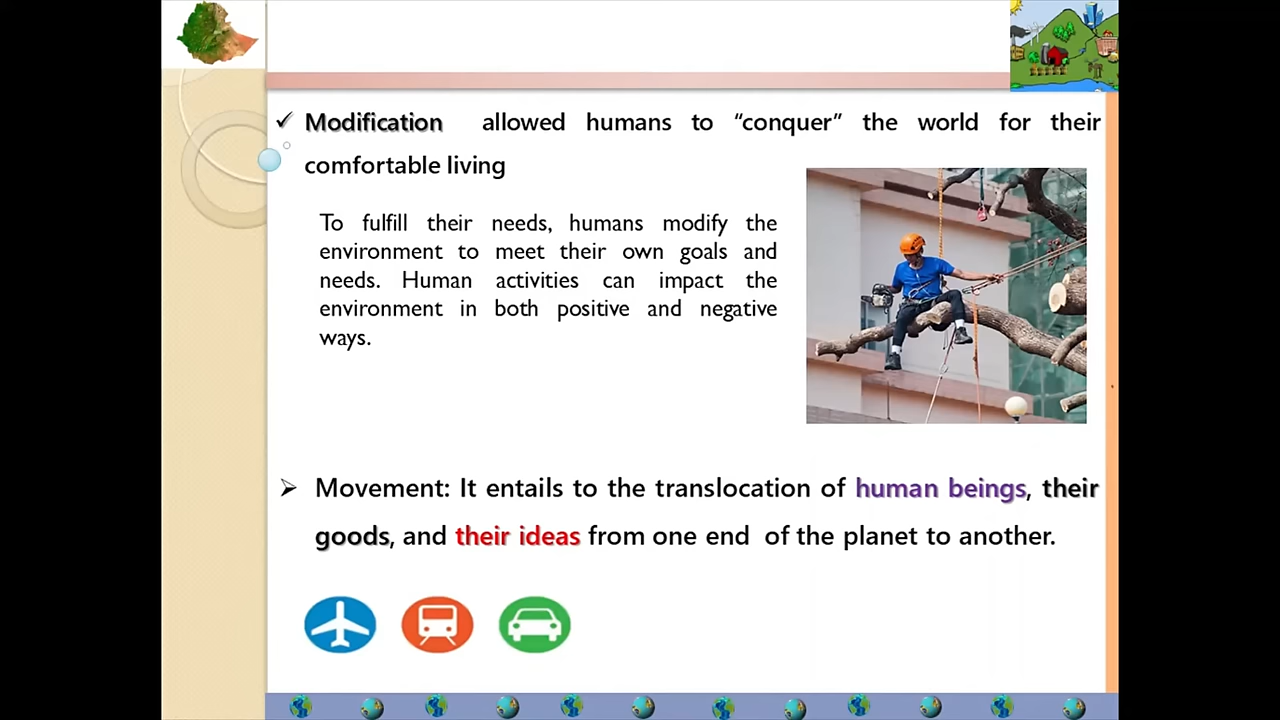 ✓ Modification allowed humans to “conquer” the world for their
comfortable living
To fulfill their needs, humans modify the
environment to meet their own goals and
needs. Human activities can impact the
environment in both positive and negative
ways.
➢ Movement: It entails to the translocation of human beings, their
goods, and their ideas from one end of the planet to another.